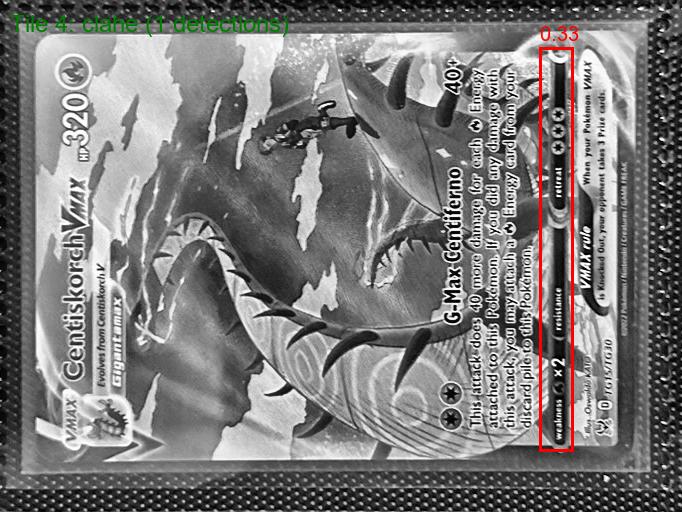 VMAX
Centiskorch VMAX HP 320
Evolves from Centiskorch V
Gigantamax
Tile 4 clahe (1 detections)
G-Max Centiferno 40+
This attack does 40 more damage for each Energy
attached to this Pokémon. If you did any damage with
this attack, you may attach a Energy card from your
discard pile to this Pokémon.
weakness ×2 resistance retreat
0.33
Illus. Oswaldo KATO
VMAX rule When your Pokémon VMAX
is Knocked Out, your opponent takes 3 Prize cards.
D TG15/TG30
©2022 Pokémon / Nintendo / Creatures / GAME FREAK